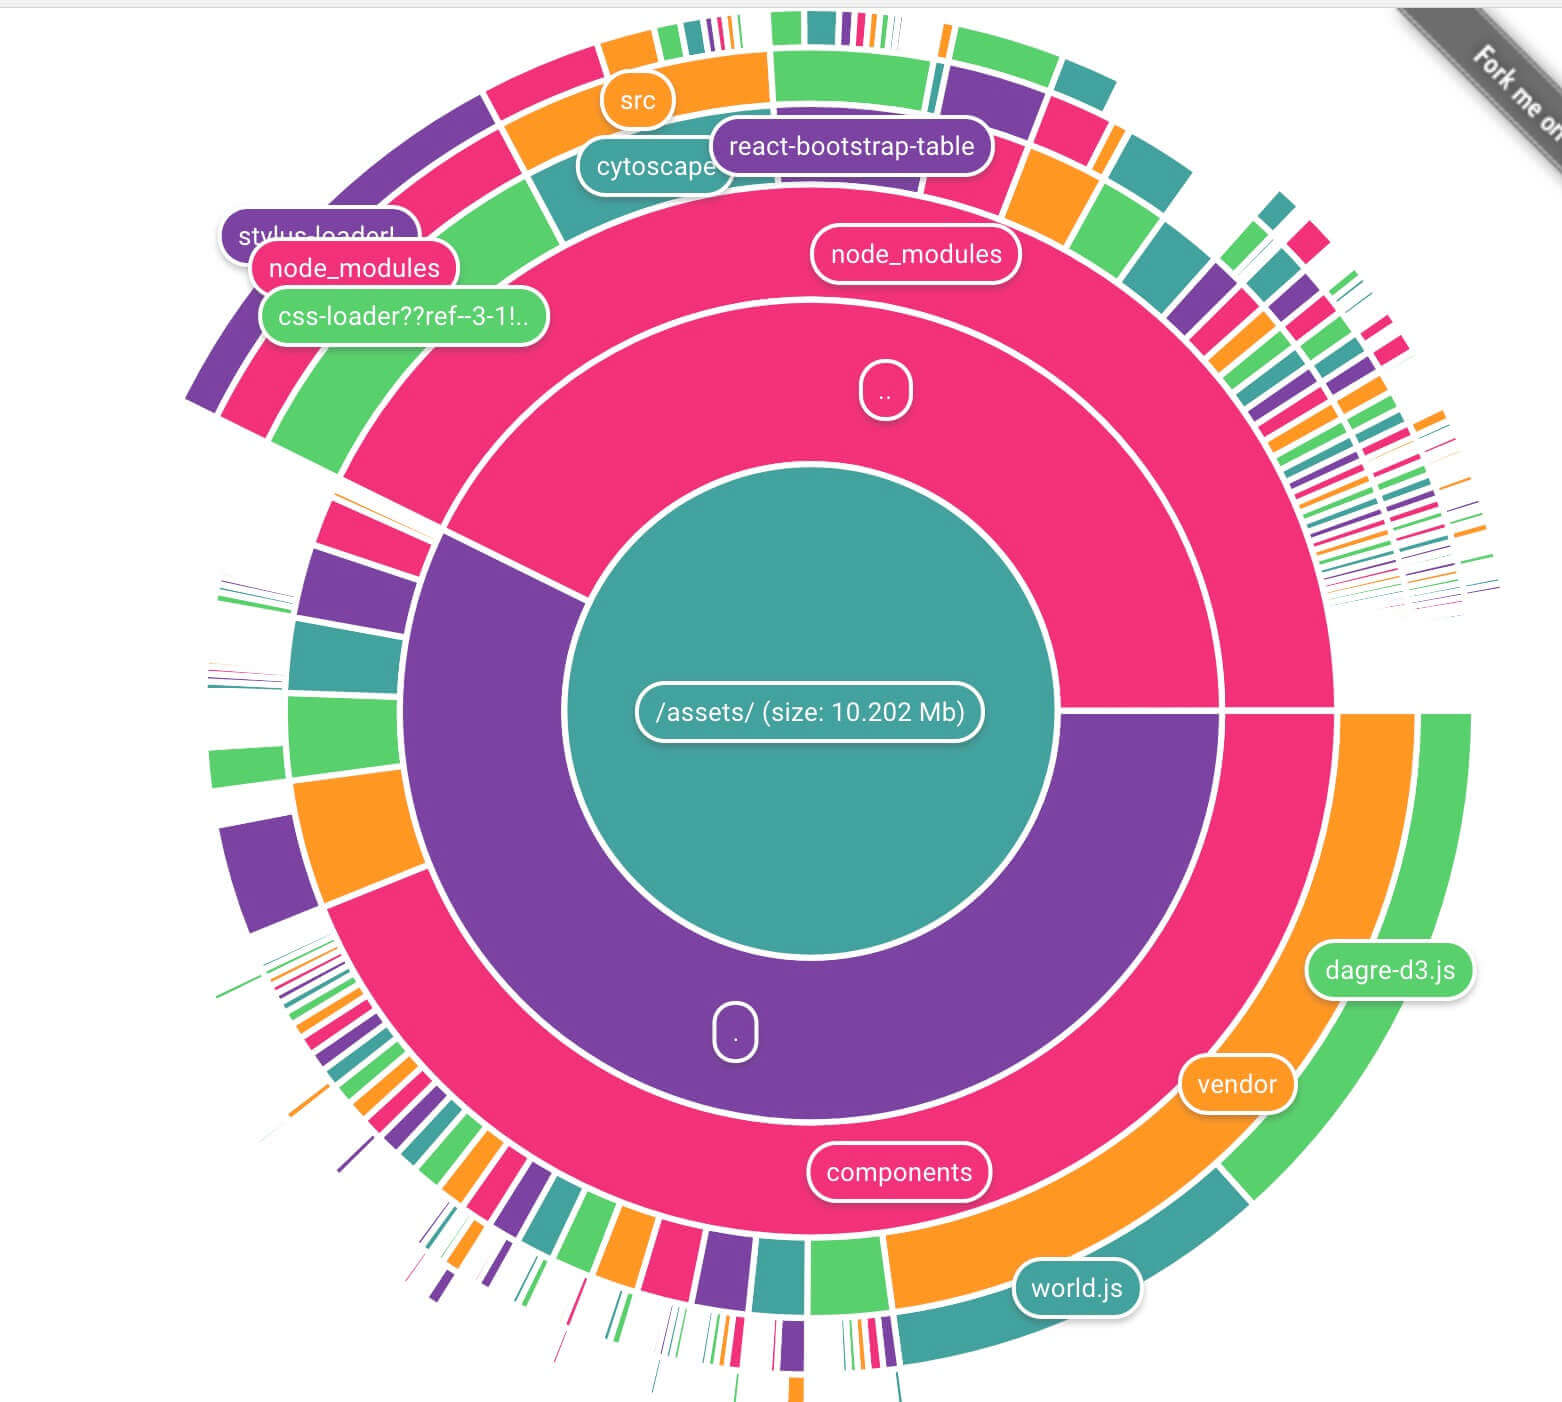 Fork me on
src
cytoscape
react-bootstrap-table
stylus-loader!
node_modules
node_modules
css-loader??ref--3-1!..
..
/assets/ (size: 10.202 Mb)
dagre-d3.js
.
vendor
components
world.js